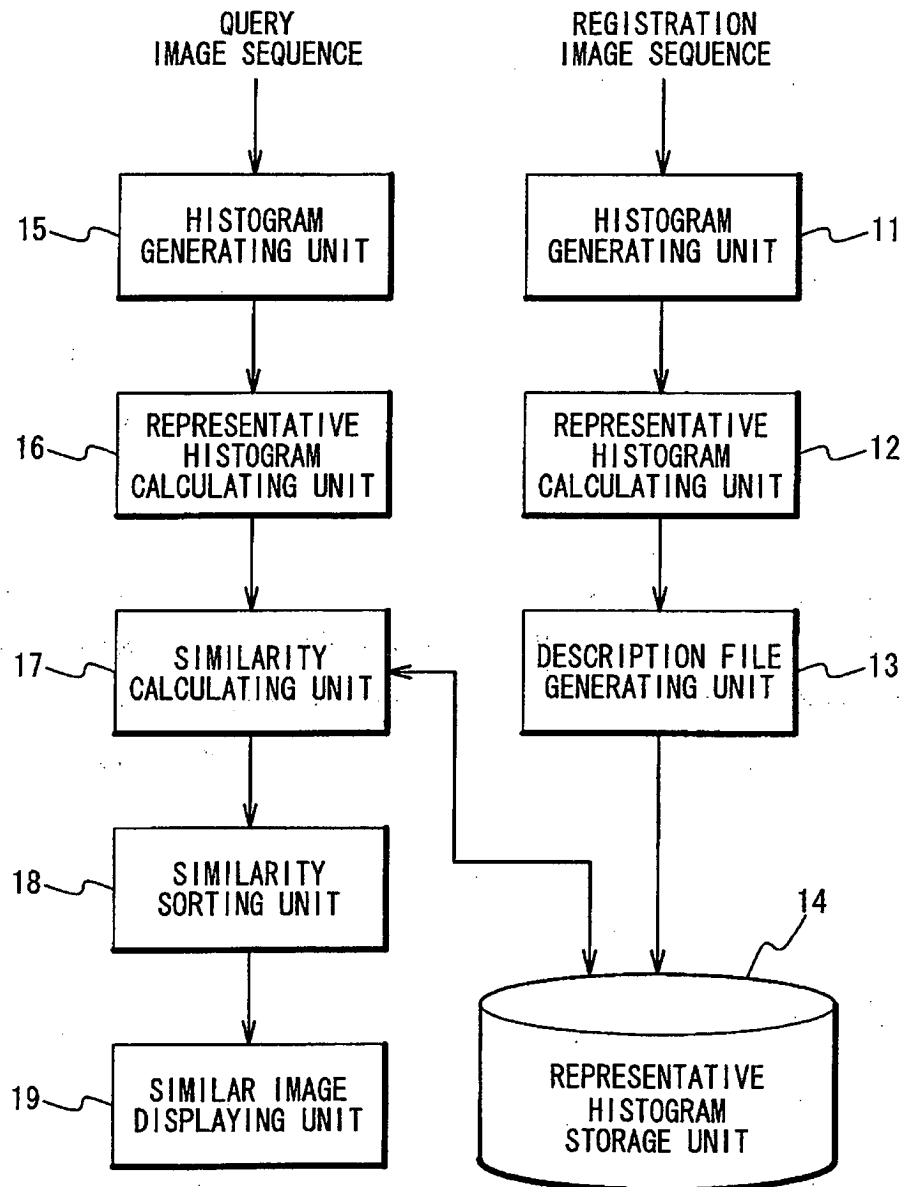 QUERY
IMAGE SEQUENCE
REGISTRATION
IMAGE SEQUENCE
15
HISTOGRAM
GENERATING UNIT
HISTOGRAM
GENERATING UNIT
11
16
REPRESENTATIVE
HISTOGRAM
CALCULATING UNIT
REPRESENTATIVE
HISTOGRAM
CALCULATING UNIT
12
17
SIMILARITY
CALCULATING UNIT
DESCRIPTION FILE
GENERATING UNIT
13
18
SIMILARITY
SORTING UNIT
14
19
SIMILAR IMAGE
DISPLAYING UNIT
REPRESENTATIVE
HISTOGRAM
STORAGE UNIT